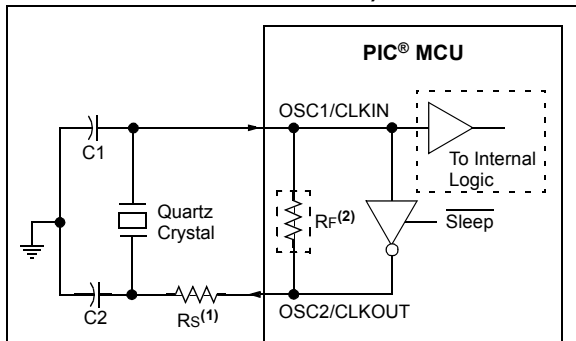 PIC® MCU
OSC1/CLKIN
C1
To Internal
Logic
Quartz
Crystal
RF(2)
Sleep
C2
RS(1)
OSC2/CLKOUT